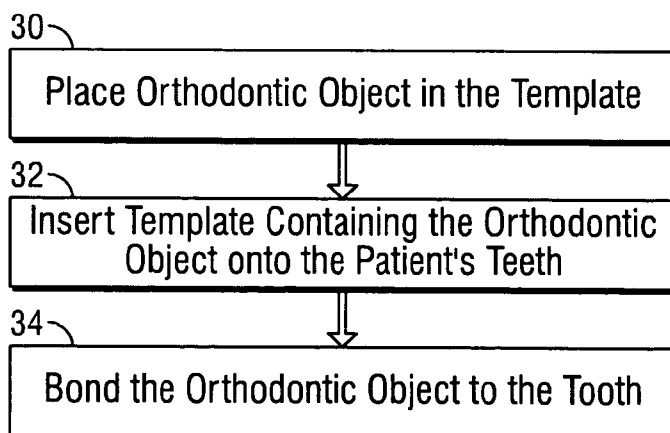 30
Place Orthodontic Object in the Template
32
Insert Template Containing the Orthodontic
Object onto the Patient's Teeth
34
Bond the Orthodontic Object to the Tooth